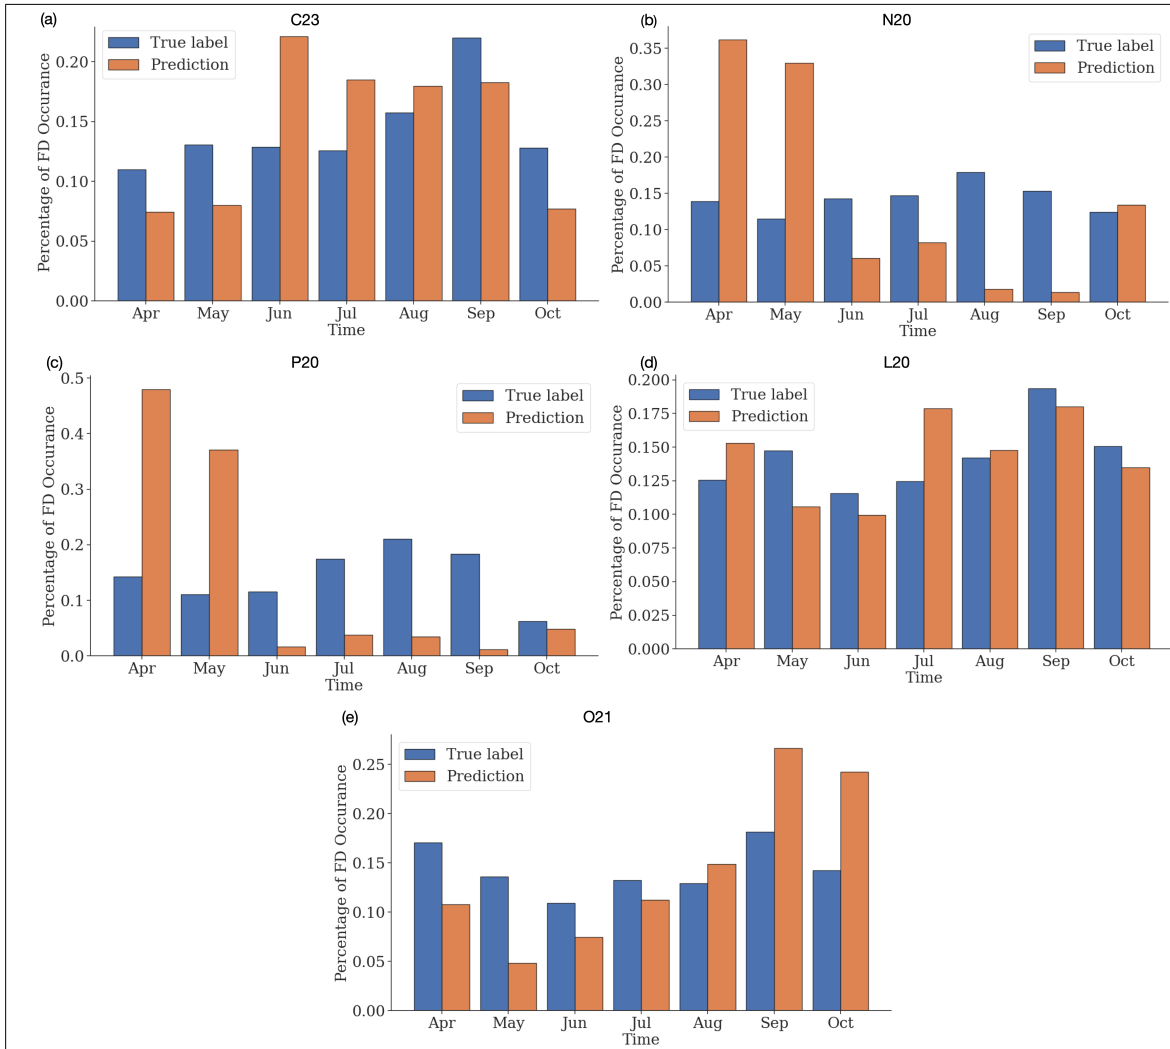 (a)
C23
True label
Prediction
Percentage of FD Occurance
0.20
0.15
0.10
0.05
0.00
Apr May Jun Jul Aug Sep Oct
Time
(b)
N20
True label
Prediction
Percentage of FD Occurance
0.35
0.30
0.25
0.20
0.15
0.10
0.05
0.00
Apr May Jun Jul Aug Sep Oct
Time
(c)
P20
True label
Prediction
Percentage of FD Occurance
0.5
0.4
0.3
0.2
0.1
0.0
Apr May Jun Jul Aug Sep Oct
Time
(d)
L20
True label
Prediction
Percentage of FD Occurance
0.200
0.175
0.150
0.125
0.100
0.075
0.050
0.025
0.000
Apr May Jun Jul Aug Sep Oct
Time
(e)
O21
True label
Prediction
Percentage of FD Occurance
0.25
0.20
0.15
0.10
0.05
0.00
Apr May Jun Jul Aug Sep Oct
Time